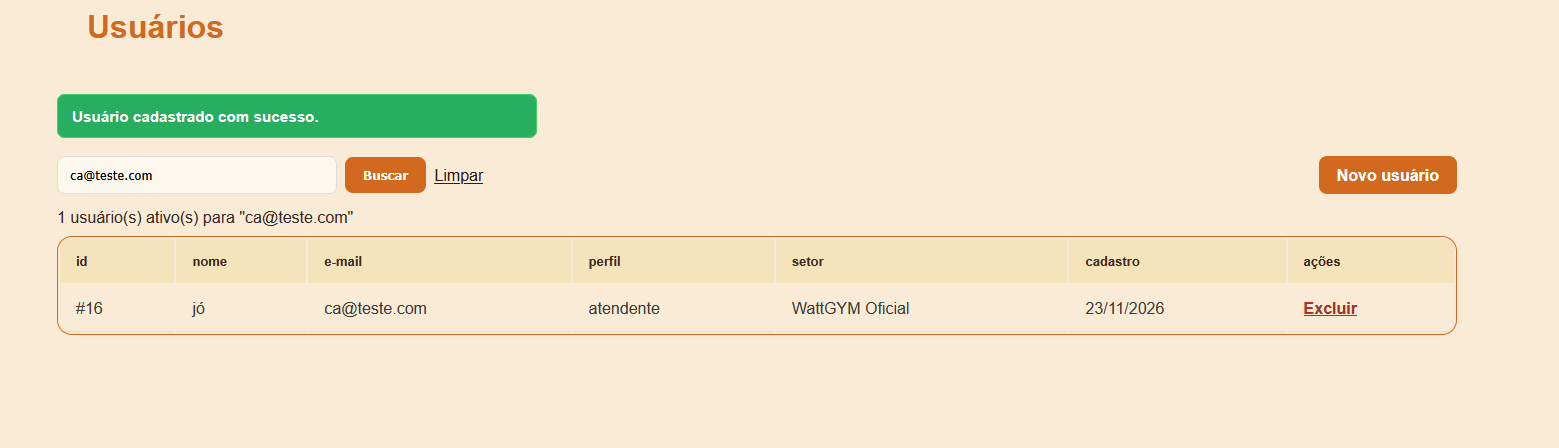 Usuários
Usuário cadastrado com sucesso.
ca@teste.com Buscar Limpar Novo usuário
1 usuário(s) ativo(s) para "ca@teste.com"
id nome e-mail perfil setor cadastro ações
#16 jó ca@teste.com atendente WattGYM Oficial 23/11/2026 Excluir